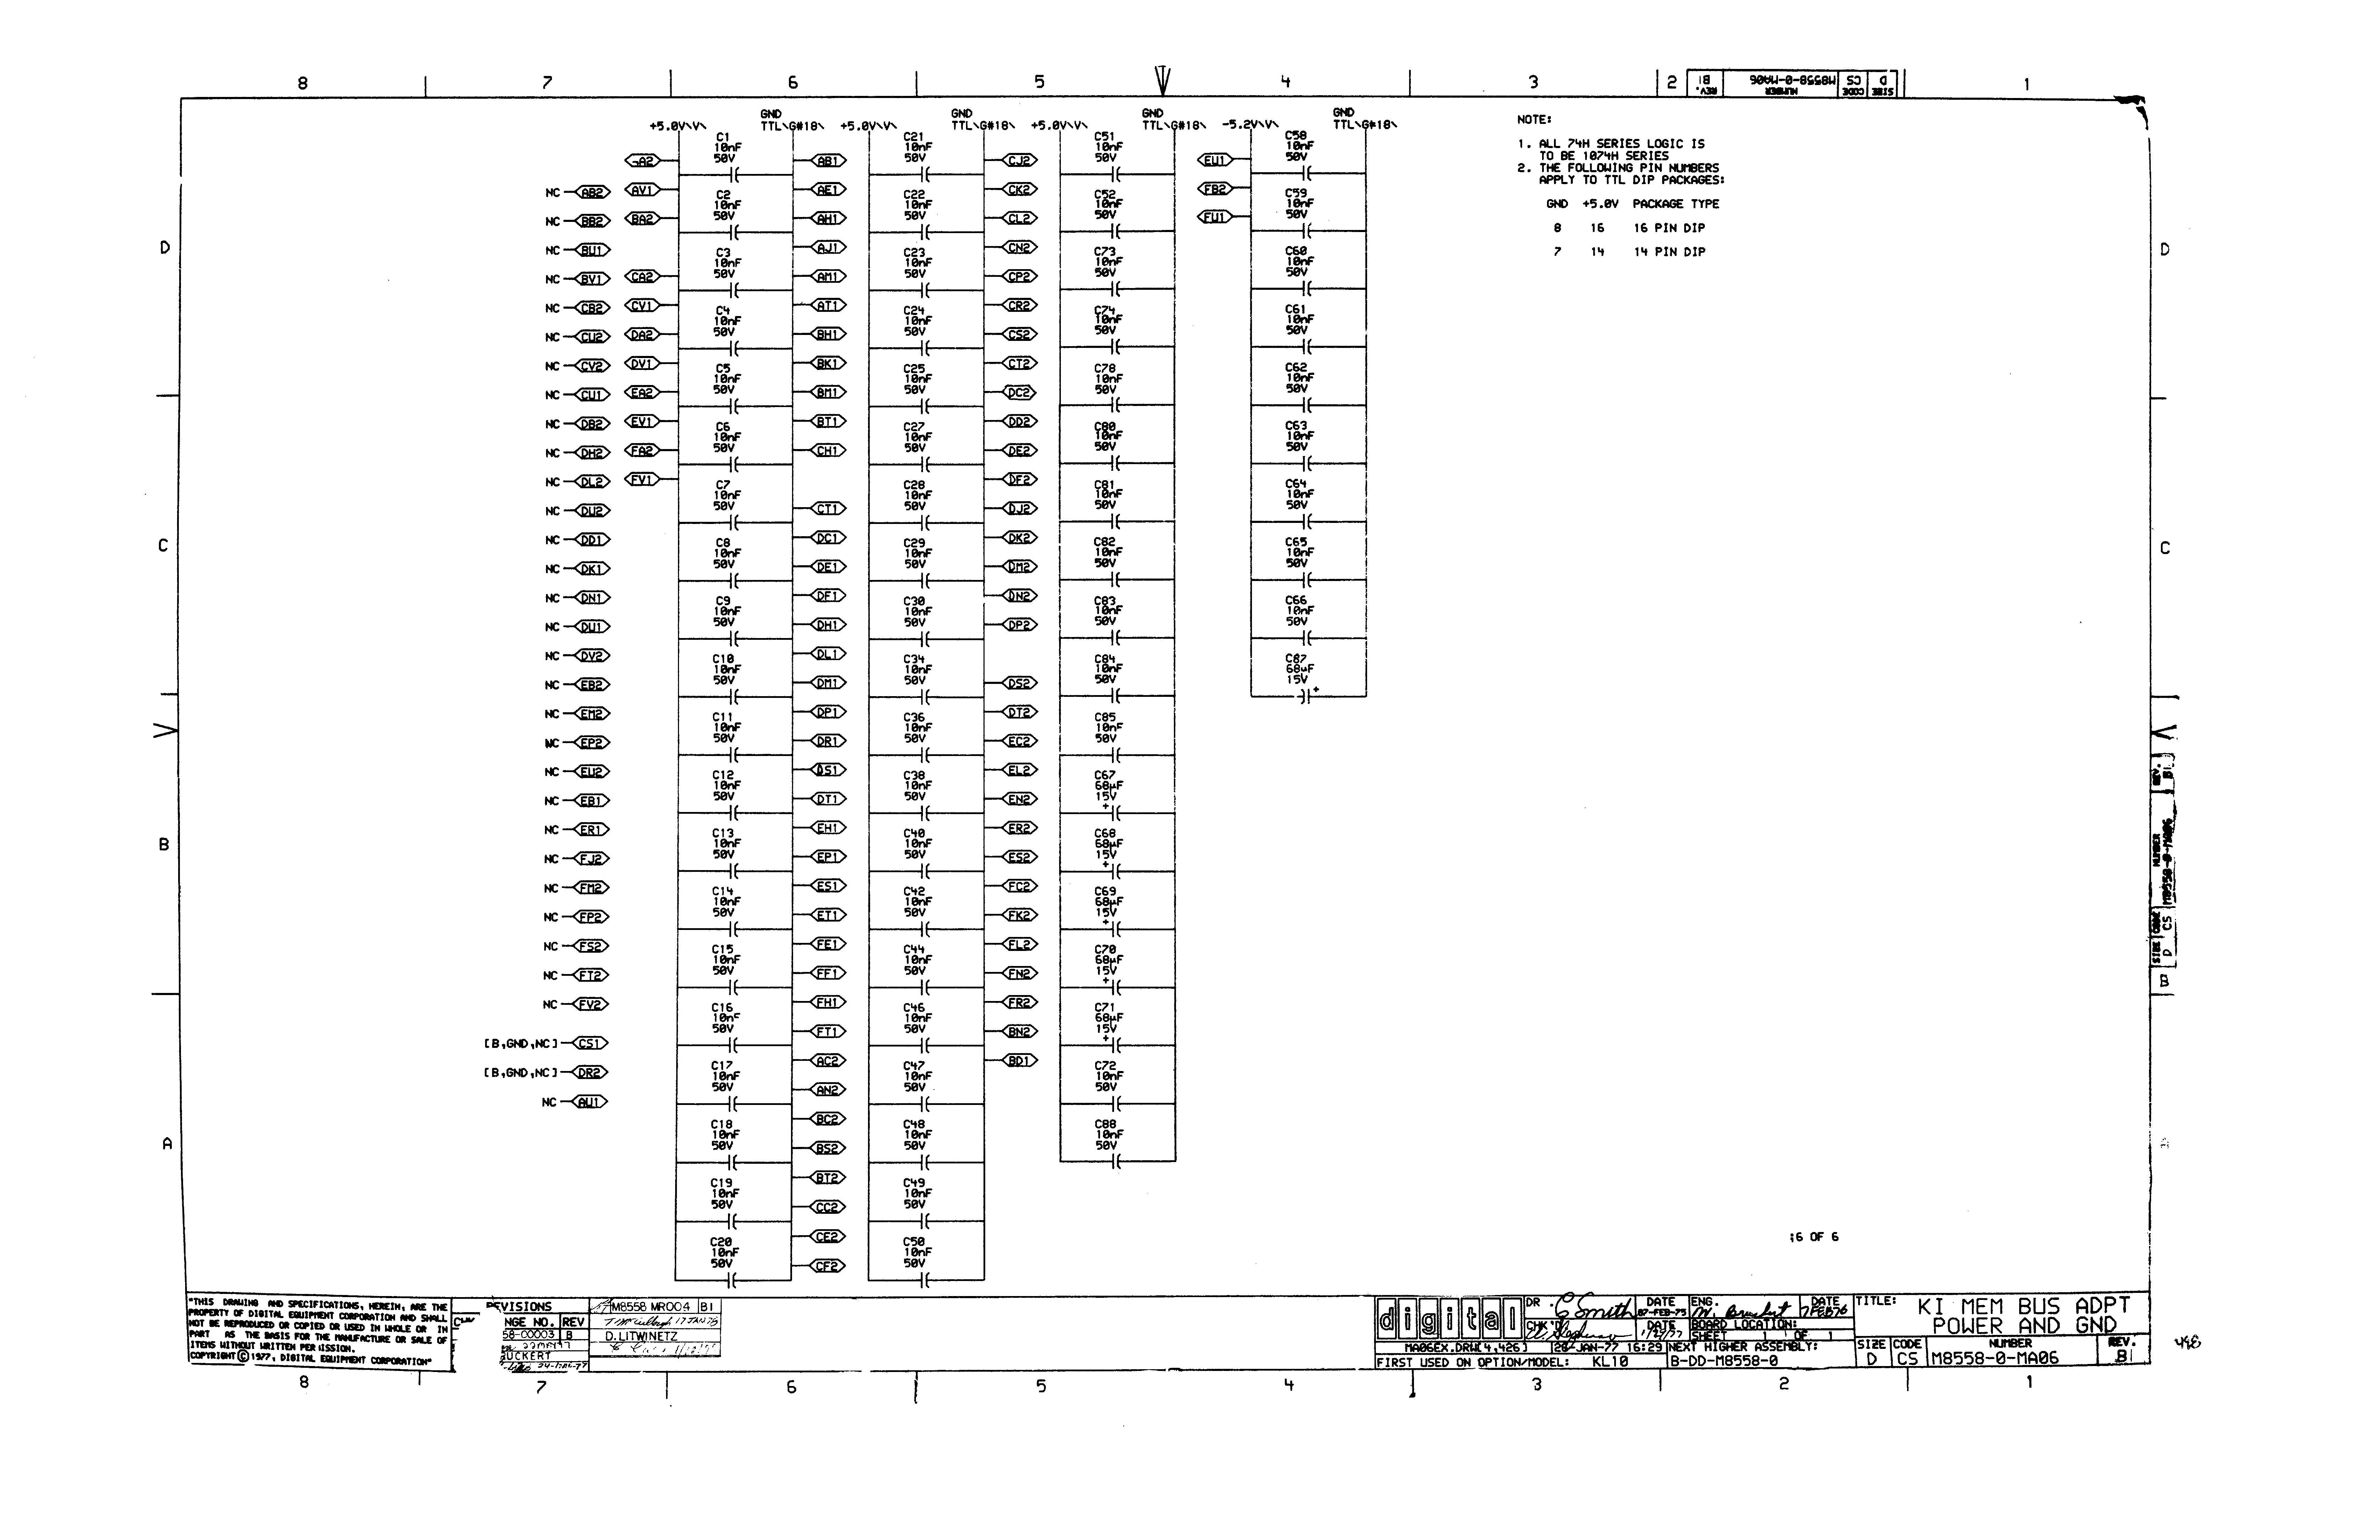 8 7 6 5 4 3 2 1
SIZE CODE NUMBER REV.
D CS M8558-0-MA06 B1
+5.0V\V\ GND TTL\G#18\ +5.0V\V\ GND TTL\G#18\ +5.0V\V\ GND TTL\G#18\ -5.2V\V\ GND TTL\G#18\
NOTE:
1. ALL 74H SERIES LOGIC IS
TO BE 1074H SERIES
2. THE FOLLOWING PIN NUMBERS
APPLY TO TTL DIP PACKAGES:
GND +5.0V PACKAGE TYPE
8 16 16 PIN DIP
7 14 14 PIN DIP
D
C
B
A
NC AB2
NC BB2
NC BU1
NC BV1
NC CB2
NC CU2
NC CV2
NC CU1
NC DB2
NC DH2
NC DL2
NC DU2
NC DD1
NC DK1
NC DN1
NC DU1
NC DV2
NC EB2
NC EM2
NC EP2
NC EU2
NC EB1
NC ER1
NC FJ2
NC FM2
NC FP2
NC FS2
NC FT2
NC FV2
[B,GND,NC] CS1
[B,GND,NC] DR2
NC AU1
¬A2
AV1
BA2
CA2
CV1
DA2
DV1
EA2
EV1
FA2
FV1
C1 10nF 50V
C2 10nF 50V
C3 10nF 50V
C4 10nF 50V
C5 10nF 50V
C6 10nF 50V
C7 10nF 50V
C8 10nF 50V
C9 10nF 50V
C10 10nF 50V
C11 10nF 50V
C12 10nF 50V
C13 10nF 50V
C14 10nF 50V
C15 10nF 50V
C16 10nF 50V
C17 10nF 50V
C18 10nF 50V
C19 10nF 50V
C20 10nF 50V
AB1
AE1
AH1
AJ1
AM1
AT1
BH1
BK1
BM1
BT1
CH1
CT1
DC1
DE1
DF1
DH1
DL1
DM1
DP1
DR1
DS1
DT1
EH1
EP1
ES1
ET1
FE1
FF1
FH1
FT1
AC2
AN2
BC2
BS2
BT2
CC2
CE2
CF2
C21 10nF 50V
C22 10nF 50V
C23 10nF 50V
C24 10nF 50V
C25 10nF 50V
C27 10nF 50V
C28 10nF 50V
C29 10nF 50V
C30 10nF 50V
C34 10nF 50V
C36 10nF 50V
C38 10nF 50V
C40 10nF 50V
C42 10nF 50V
C44 10nF 50V
C46 10nF 50V
C47 10nF 50V
C48 10nF 50V
C49 10nF 50V
C50 10nF 50V
CJ2
CK2
CL2
CN2
CP2
CR2
CS2
CT2
DC2
DD2
DE2
DF2
DJ2
DK2
DM2
DN2
DP2
DS2
DT2
EC2
EL2
EN2
ER2
ES2
FC2
FK2
FL2
FN2
FR2
BN2
BD1
C51 10nF 50V
C52 10nF 50V
C73 10nF 50V
C74 10nF 50V
C78 10nF 50V
C80 10nF 50V
C81 10nF 50V
C82 10nF 50V
C83 10nF 50V
C84 10nF 50V
C85 10nF 50V
C67 68µF 15V +
C68 68µF 15V +
C69 68µF 15V +
C70 68µF 15V +
C71 68µF 15V +
C72 10nF 50V
C88 10nF 50V
EU1
FB2
FU1
C58 10nF 50V
C59 10nF 50V
C60 10nF 50V
C61 10nF 50V
C62 10nF 50V
C63 10nF 50V
C64 10nF 50V
C65 10nF 50V
C66 10nF 50V
C87 68µF 15V +
D
C
SIZE CODE NUMBER REV.
D CS M8558-0-MA06 B1
B
6 OF 6
"THIS DRAWING AND SPECIFICATIONS, HEREIN, ARE THE
PROPERTY OF DIGITAL EQUIPMENT CORPORATION AND SHALL
NOT BE REPRODUCED OR COPIED OR USED IN WHOLE OR IN
PART AS THE BASIS FOR THE MANUFACTURE OR SALE OF
ITEMS WITHOUT WRITTEN PERMISSION.
COPYRIGHT © 1977, DIGITAL EQUIPMENT CORPORATION"
CHK
REVISIONS
NGE NO. REV
58-00003 B
UCKERT
M8558 MR004 B1
D. LITWINETZ
digital
DR. C Smith
CHK'D
DATE 07-FEB-75
DATE 1/27/77
ENG.
DATE 7FEB76
BOARD LOCATION:
SHEET 1 OF 1
MA06EX.DRW[4,426] 28-JAN-77 16:29
NEXT HIGHER ASSEMBLY:
FIRST USED ON OPTION/MODEL: KL10
B-DD-M8558-0
TITLE: KI MEM BUS ADPT
POWER AND GND
SIZE CODE NUMBER REV.
D CS M8558-0-MA06 B1
498
8 7 6 5 4 3 2 1